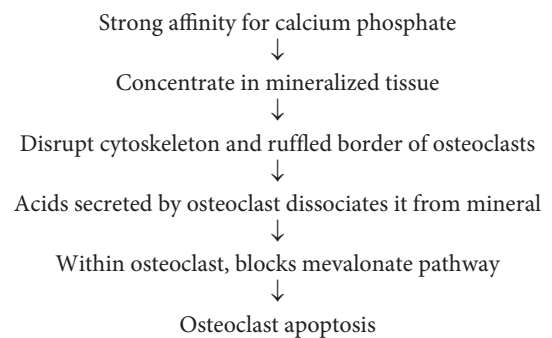 Strong affinity for calcium phosphate
↓
Concentrate in mineralized tissue
↓
Disrupt cytoskeleton and ruffled border of osteoclasts
↓
Acids secreted by osteoclast dissociates it from mineral
↓
Within osteoclast, blocks mevalonate pathway
↓
Osteoclast apoptosis